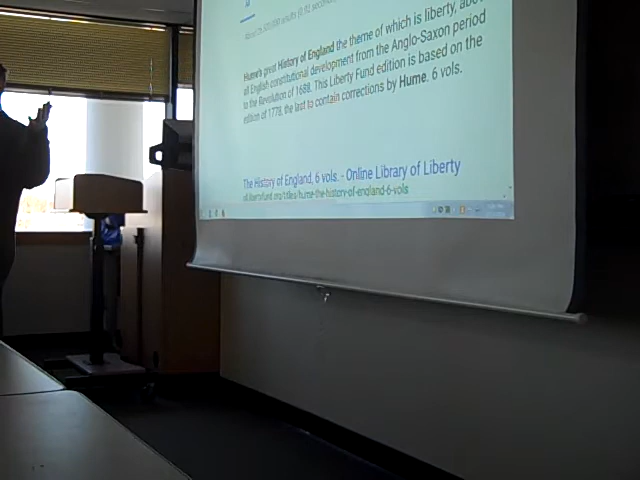 All
Hume's great History of England the theme of which is liberty, abo
all English constitutional development from the Anglo-Saxon period
to the Revolution of 1688. This Liberty Fund edition is based on the
edition of 1778, the last to contain corrections by Hume. 6 vols.
The History of England, 6 vols. - Online Library of Liberty
oll.libertyfund.org/titles/hume-the-history-of-england-6-vols